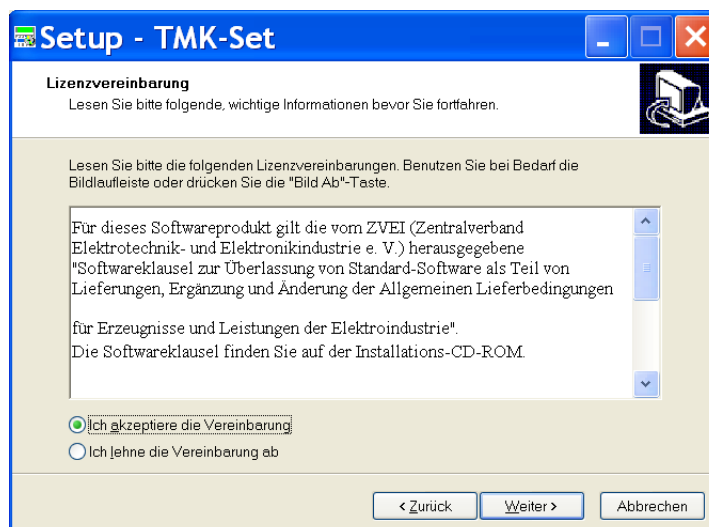 Setup - TMK-Set
Lizenzvereinbarung
Lesen Sie bitte folgende, wichtige Informationen bevor Sie fortfahren.
Lesen Sie bitte die folgenden Lizenzvereinbarungen. Benutzen Sie bei Bedarf die
Bildlaufleiste oder drücken Sie die "Bild Ab"-Taste.
Für dieses Softwareprodukt gilt die vom ZVEI (Zentralverband
Elektrotechnik- und Elektronikindustrie e. V.) herausgegebene
"Softwareklausel zur Überlassung von Standard-Software als Teil von
Lieferungen, Ergänzung und Änderung der Allgemeinen Lieferbedingungen
für Erzeugnisse und Leistungen der Elektroindustrie".
Die Softwareklausel finden Sie auf der Installations-CD-ROM.
Ich akzeptiere die Vereinbarung
Ich lehne die Vereinbarung ab
< Zurück Weiter > Abbrechen